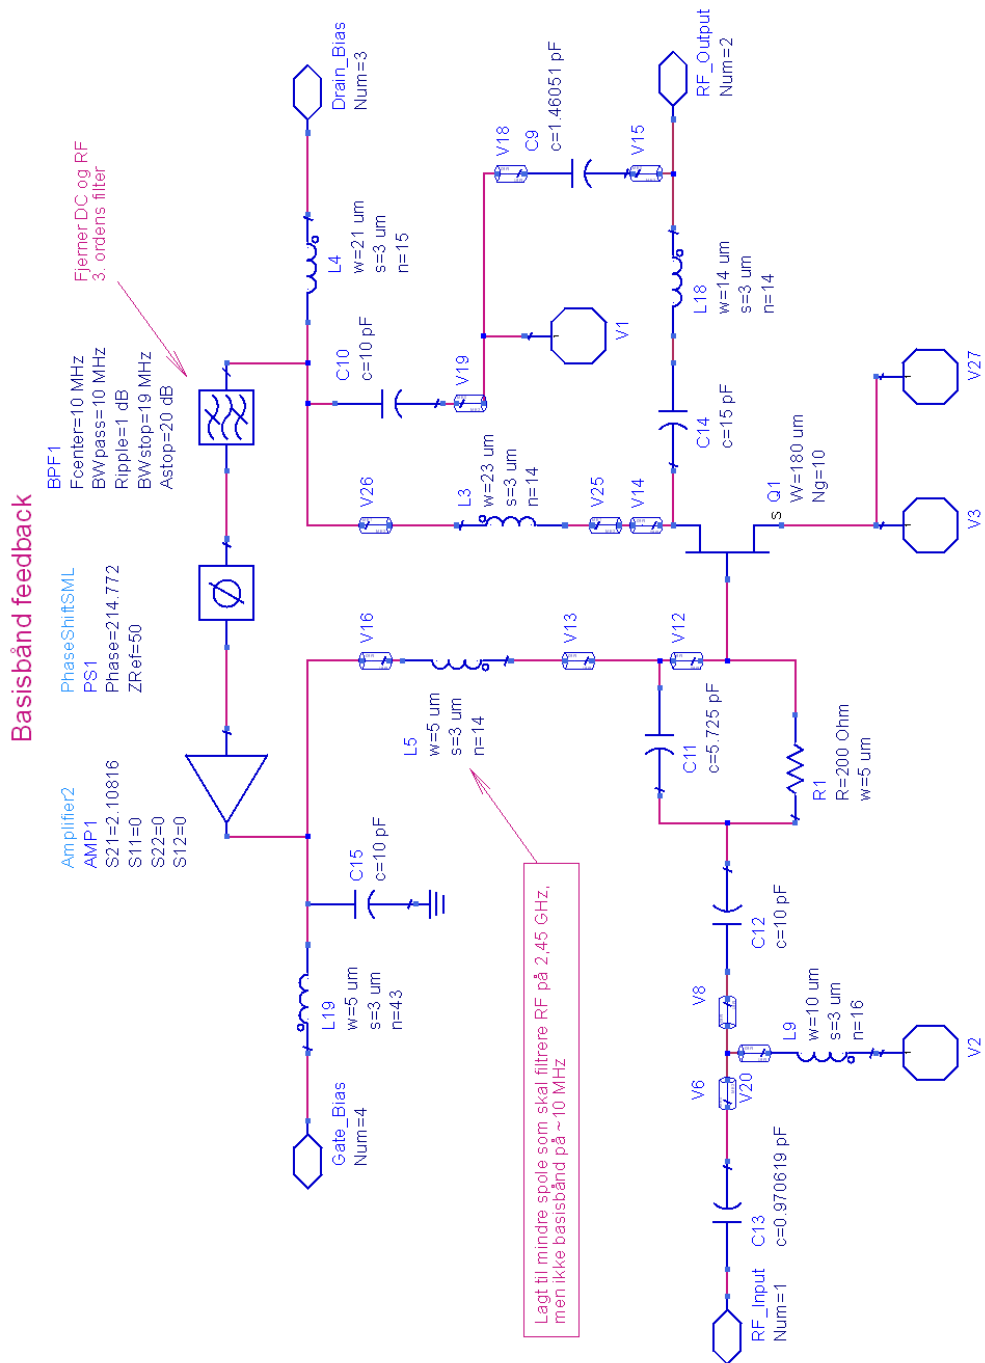 Basisbånd feedback
Amplifier2
AMP1
S21=2.10816
S11=0
S22=0
S12=0
PhaseShiftSML
PS1
Phase=214.772
ZRef=50
BPF1
Fcenter=10 MHz
BWpass=10 MHz
Ripple=1 dB
BWstop=19 MHz
Astop=20 dB
Fjerner DC og RF
3. ordens filter
Gate_Bias
Num=4
L19
w=5 um
s=3 um
n=43
C15
c=10 pF
V16
L5
w=5 um
s=3 um
n=14
V13
V26
L3
w=23 um
s=3 um
n=14
V25
V14
C10
c=10 pF
V19
L4
w=21 um
s=3 um
n=15
Drain_Bias
Num=3
V18
C9
c=1.46051 pF
V15
V1
Lagt til mindre spole som skal filtrere RF på 2,45 GHz,
men ikke basisbånd på ~10 MHz
RF_Input
Num=1
C13
c=0.970619 pF
V6
V20
V8
L9
w=10 um
s=3 um
n=16
V2
C12
c=10 pF
C11
c=5.725 pF
V12
R1
R=200 Ohm
w=5 um
s
Q1
W=180 um
Ng=10
C14
c=15 pF
L18
w=14 um
s=3 um
n=14
RF_Output
Num=2
V3
V27